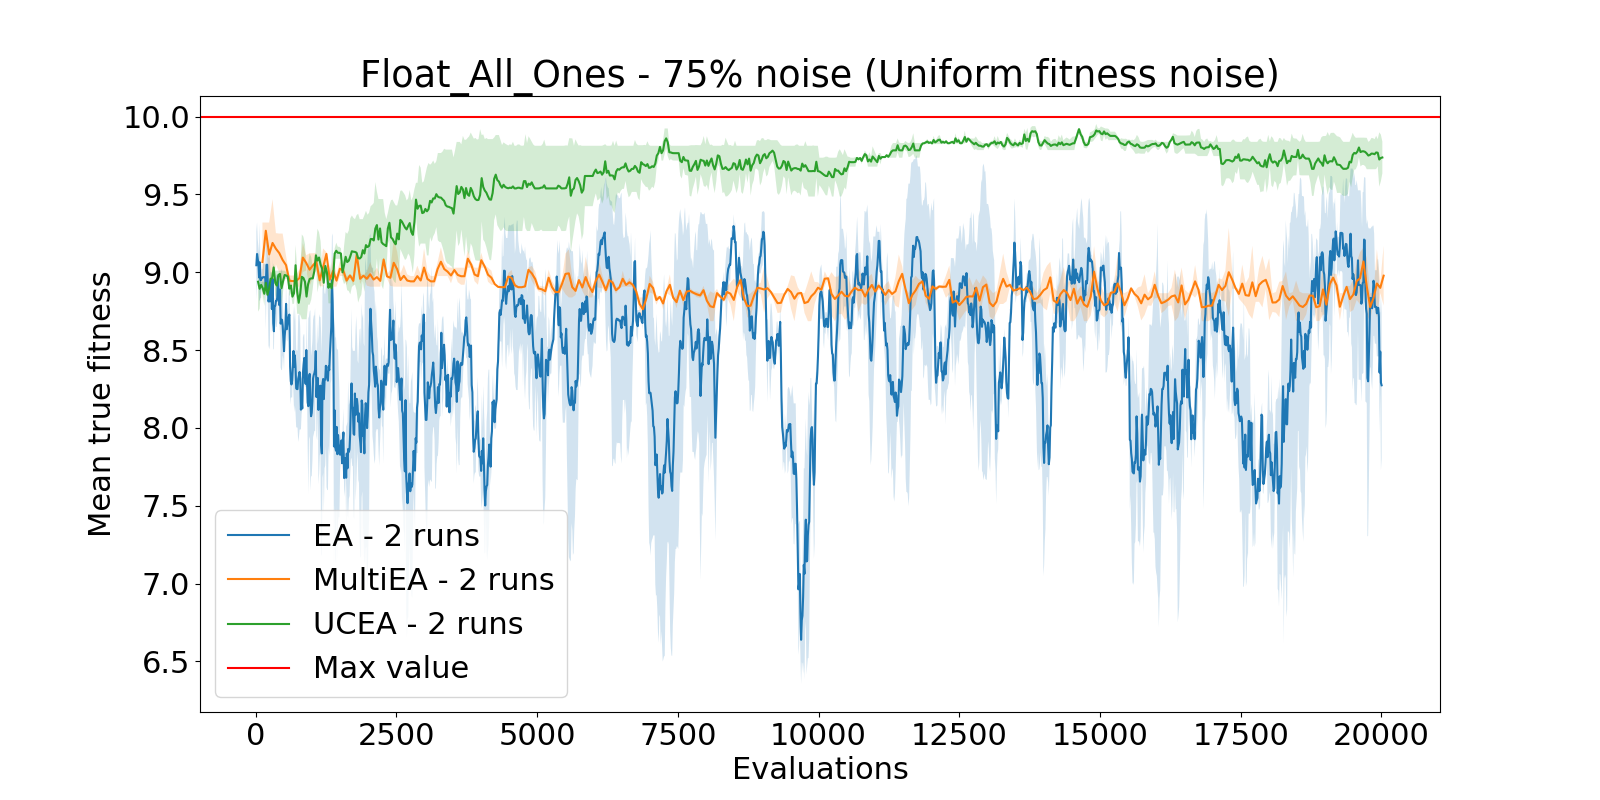 Float_All_Ones - 75% noise (Uniform fitness noise)
Mean true fitness
10.0
9.5
9.0
8.5
8.0
7.5
7.0
6.5
EA - 2 runs
MultiEA - 2 runs
UCEA - 2 runs
Max value
0 2500 5000 7500 10000 12500 15000 17500 20000
Evaluations